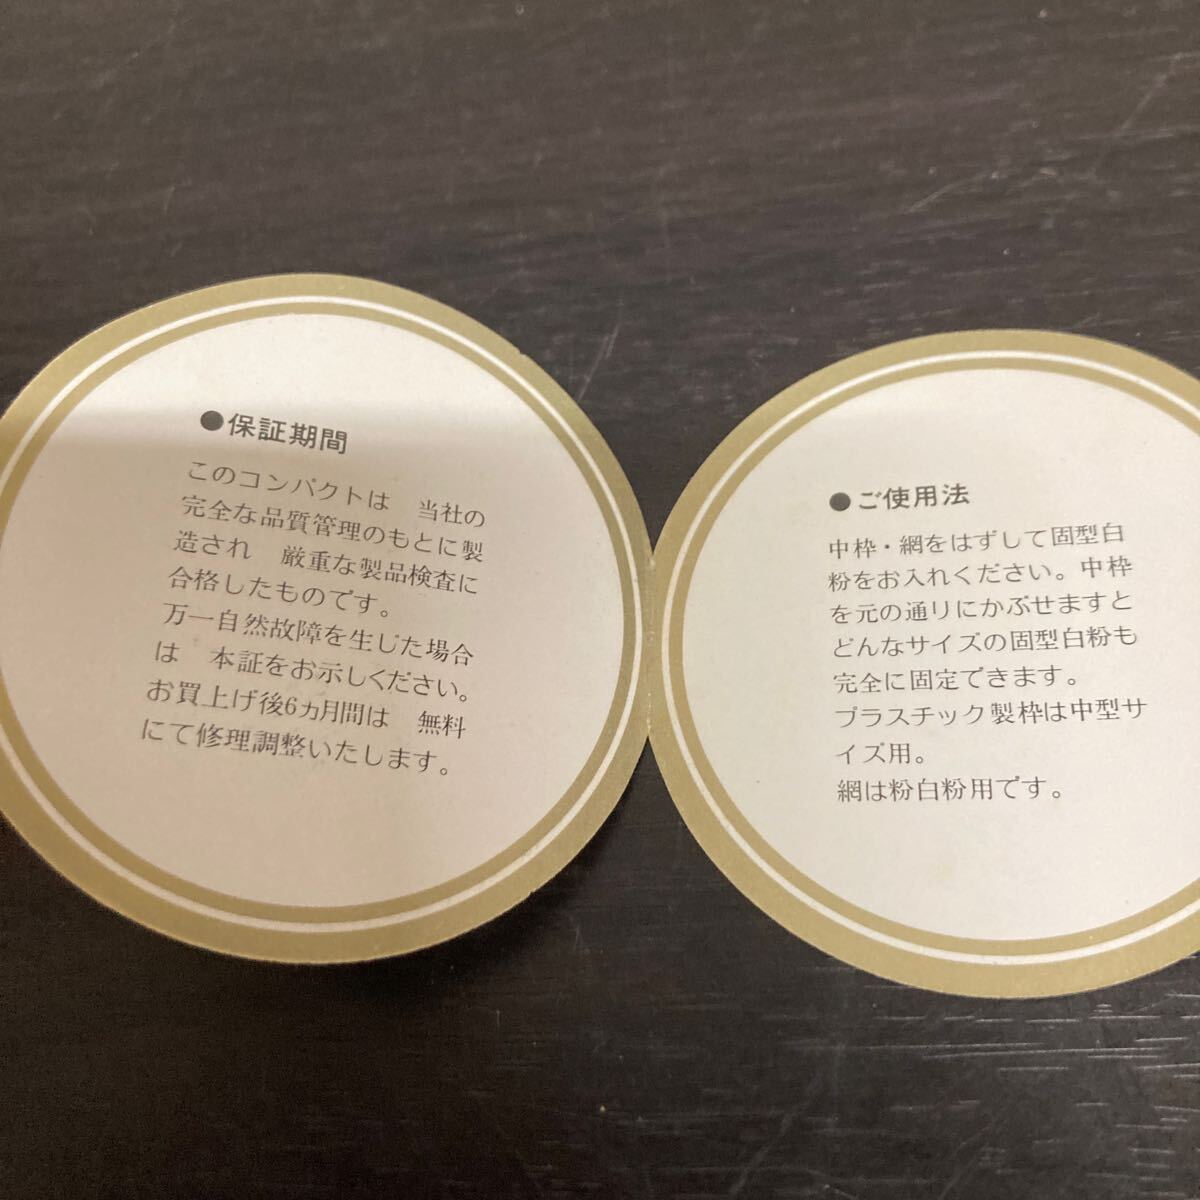 ●保証期間
このコンパクトは　当社の
完全な品質管理のもとに製
造され　厳重な製品検査に
合格したものです。
万一自然故障を生じた場合
は　本証をお示しください。
お買上げ後6ヵ月間は　無料
にて修理調整いたします。
●ご使用法
中枠・網をはずして固型白
粉をお入れください。中枠
を元の通りにかぶせますと
どんなサイズの固型白粉も
完全に固定できます。
プラスチック製枠は中型サ
イズ用。
網は粉白粉用です。